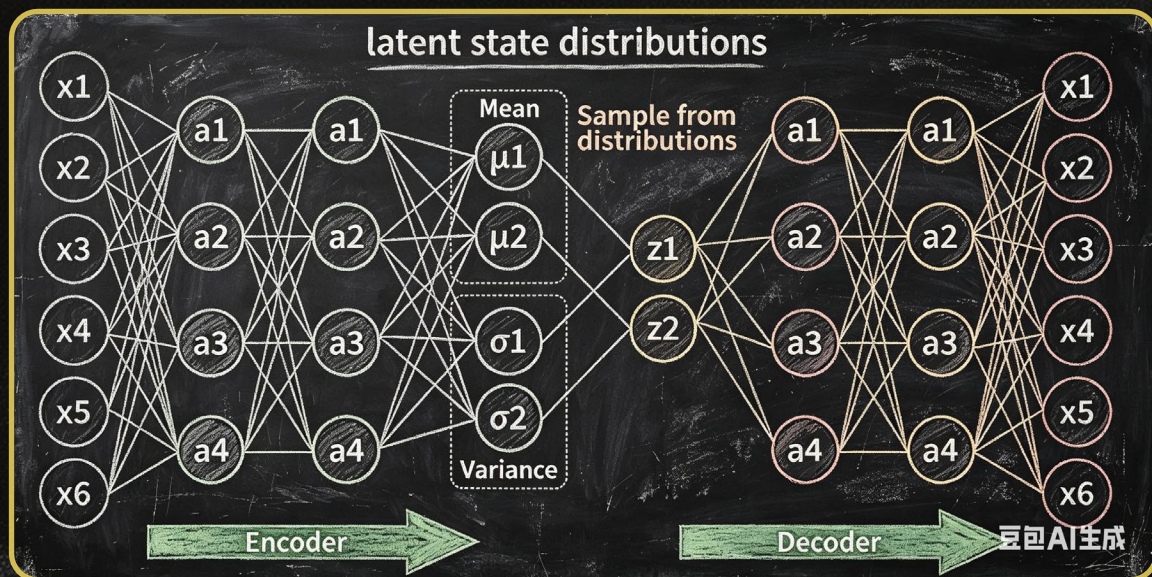 latent state distributions
x1
x2
x3
x4
x5
x6
a1
a2
a3
a4
a1
a2
a3
a4
Mean
μ1
μ2
σ1
σ2
Variance
Sample from
distributions
z1
z2
a1
a2
a3
a4
a1
a2
a3
a4
x1
x2
x3
x4
x5
x6
Encoder
Decoder
豆包AI生成